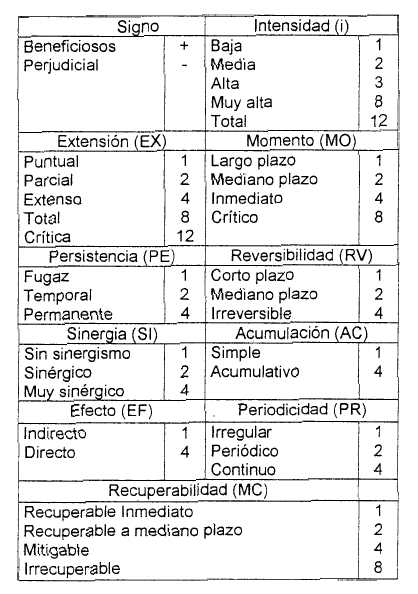 Signo Intensidad (i)
Beneficiosos + Baja 1
Perjudicial - Media 2
Alta 3
Muy alta 8
Total 12
Extensión (EX) Momento (MO)
Puntual 1 Largo plazo 1
Parcial 2 Mediano plazo 2
Extenso 4 Inmediato 4
Total 8 Crítico 8
Crítica 12
Persistencia (PE) Reversibilidad (RV)
Fugaz 1 Corto plazo 1
Temporal 2 Mediano plazo 2
Permanente 4 Irreversible 4
Sinergia (SI) Acumulación (AC)
Sin sinergismo 1 Simple 1
Sinérgico 2 Acumulativo 4
Muy sinérgico 4
Efecto (EF) Periodicidad (PR)
Indirecto 1 Irregular 1
Directo 4 Periódico 2
Continuo 4
Recuperabilidad (MC)
Recuperable Inmediato 1
Recuperable a mediano plazo 2
Mitigable 4
Irrecuperable 8